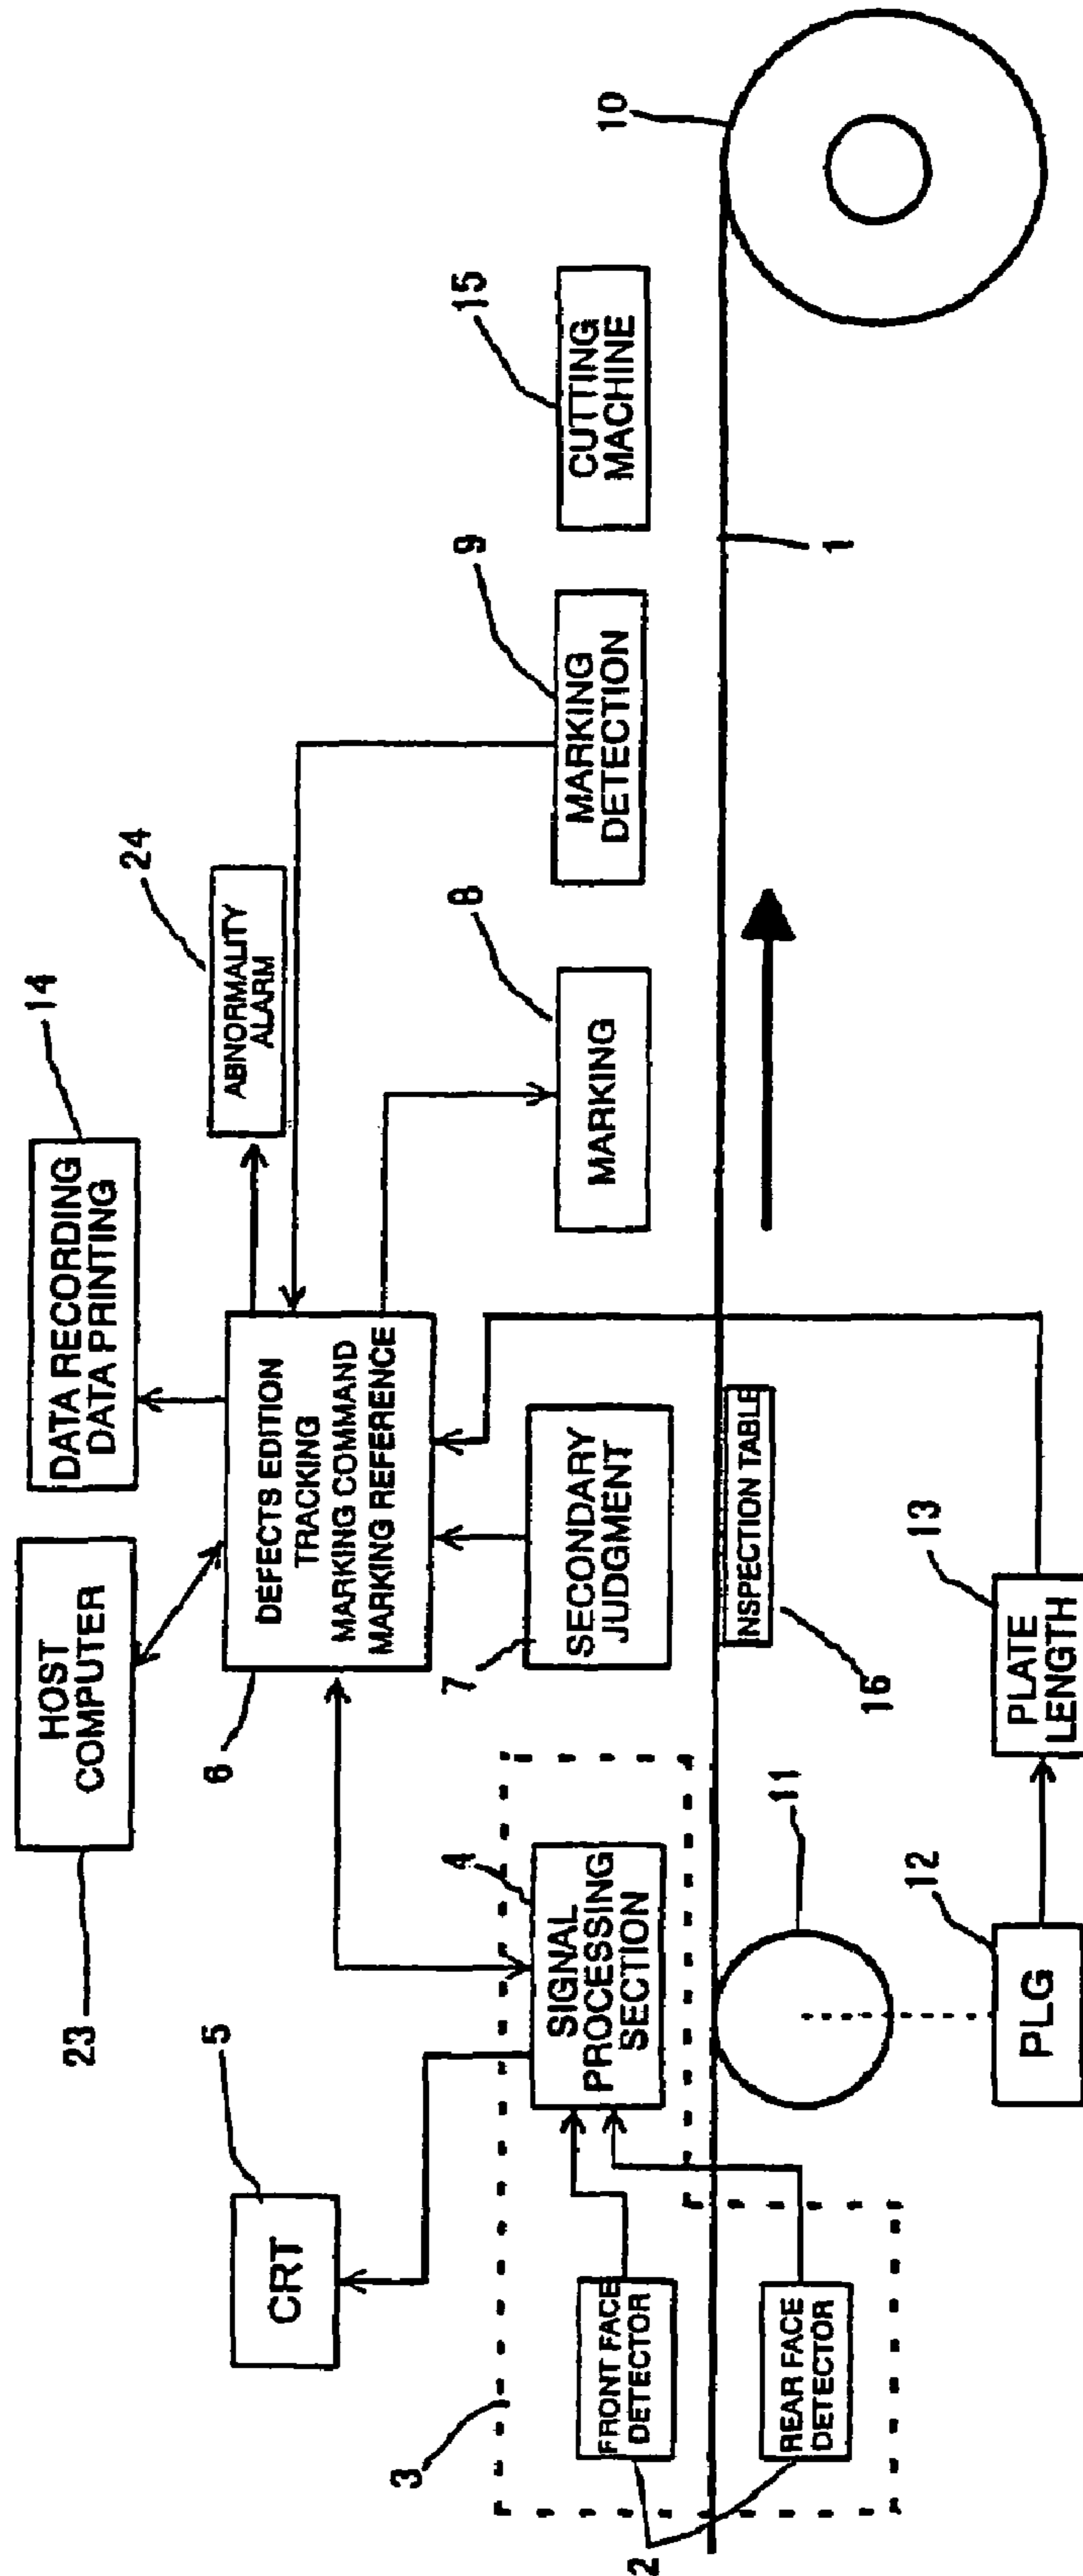 23
HOST
COMPUTER
14
DATA RECORDING
DATA PRINTING
5
CRT
6
DEFECTS EDITION
TRACKING
MARKING COMMAND
MARKING REFERENCE
24
ABNORMALITY
ALARM
3
4
SIGNAL
PROCESSING
SECTION
7
SECONDARY
JUDGMENT
8
MARKING
9
MARKING
DETECTION
15
CUTTING
MACHINE
10
FRONT FACE
DETECTOR
2
REAR FACE
DETECTOR
11
INSPECTION TABLE
16
1
12
PLG
13
PLATE
LENGTH